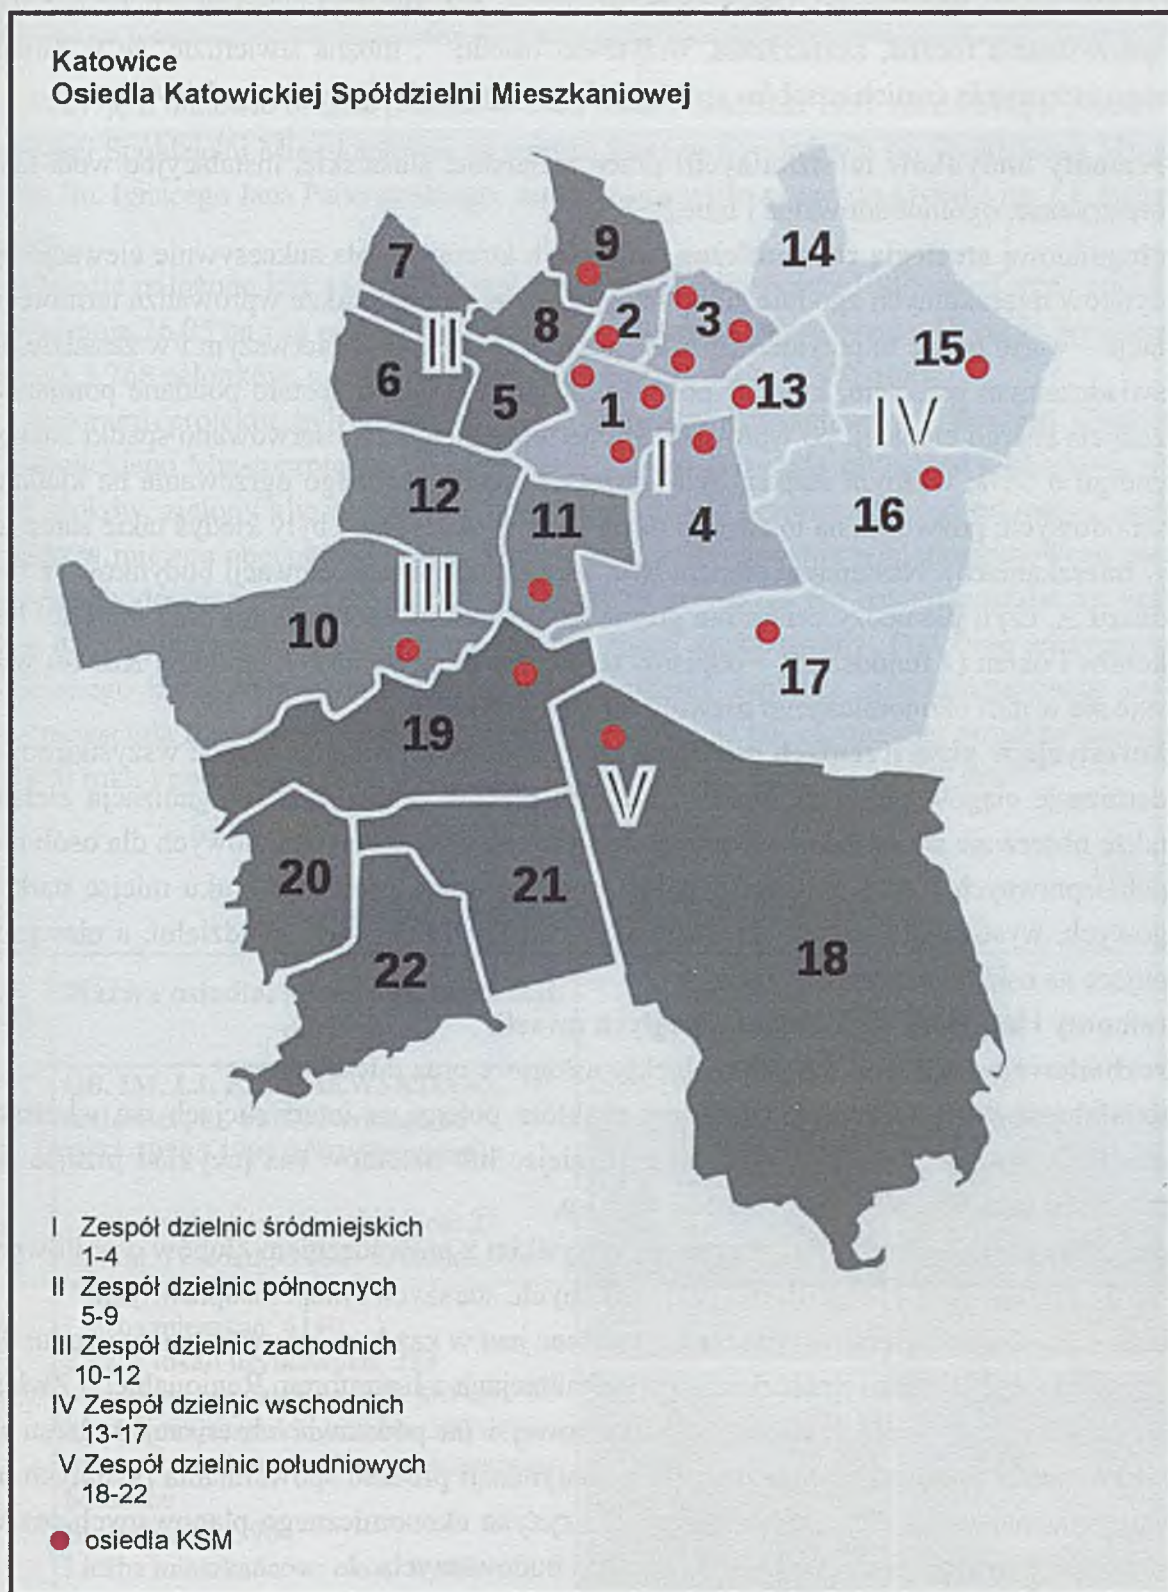 Katowice
Osiedla Katowickiej Spółdzielni Mieszkaniowej
7
9
14
II
8
2
3
15
6
5
1
13
IV
I
12
11
4
16
III
10
17
19
V
20
21
18
22
I Zespół dzielnic śródmiejskich
1-4
II Zespół dzielnic północnych
5-9
III Zespół dzielnic zachodnich
10-12
IV Zespół dzielnic wschodnich
13-17
V Zespół dzielnic południowych
18-22
osiedla KSM